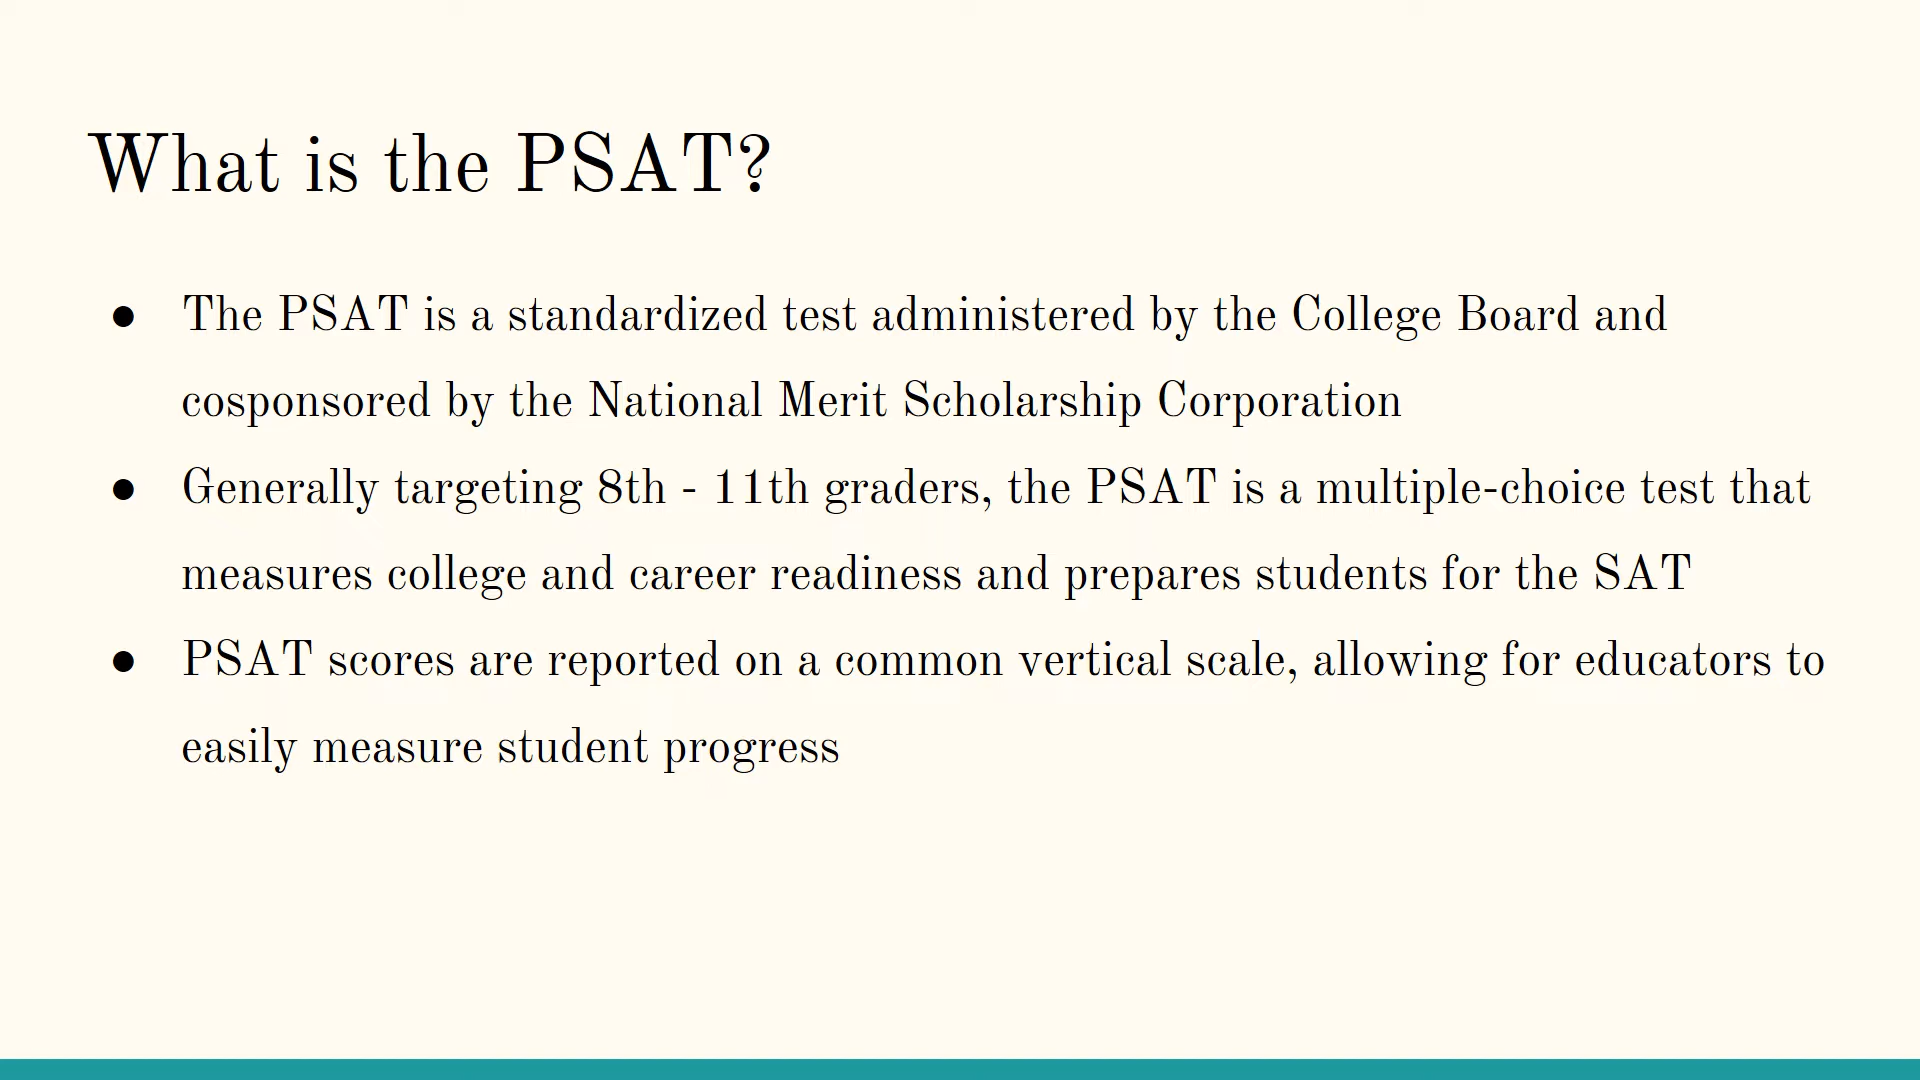 What is the PSAT?
● The PSAT is a standardized test administered by the College Board and
cosponsored by the National Merit Scholarship Corporation
● Generally targeting 8th - 11th graders, the PSAT is a multiple-choice test that
measures college and career readiness and prepares students for the SAT
● PSAT scores are reported on a common vertical scale, allowing for educators to
easily measure student progress